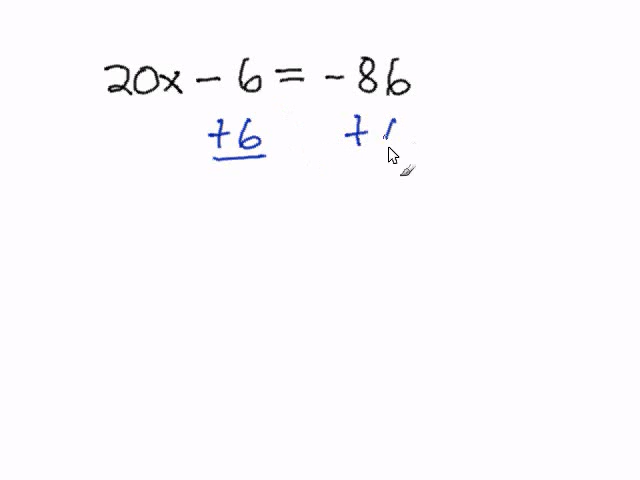 20x - 6 = -86
+6 +